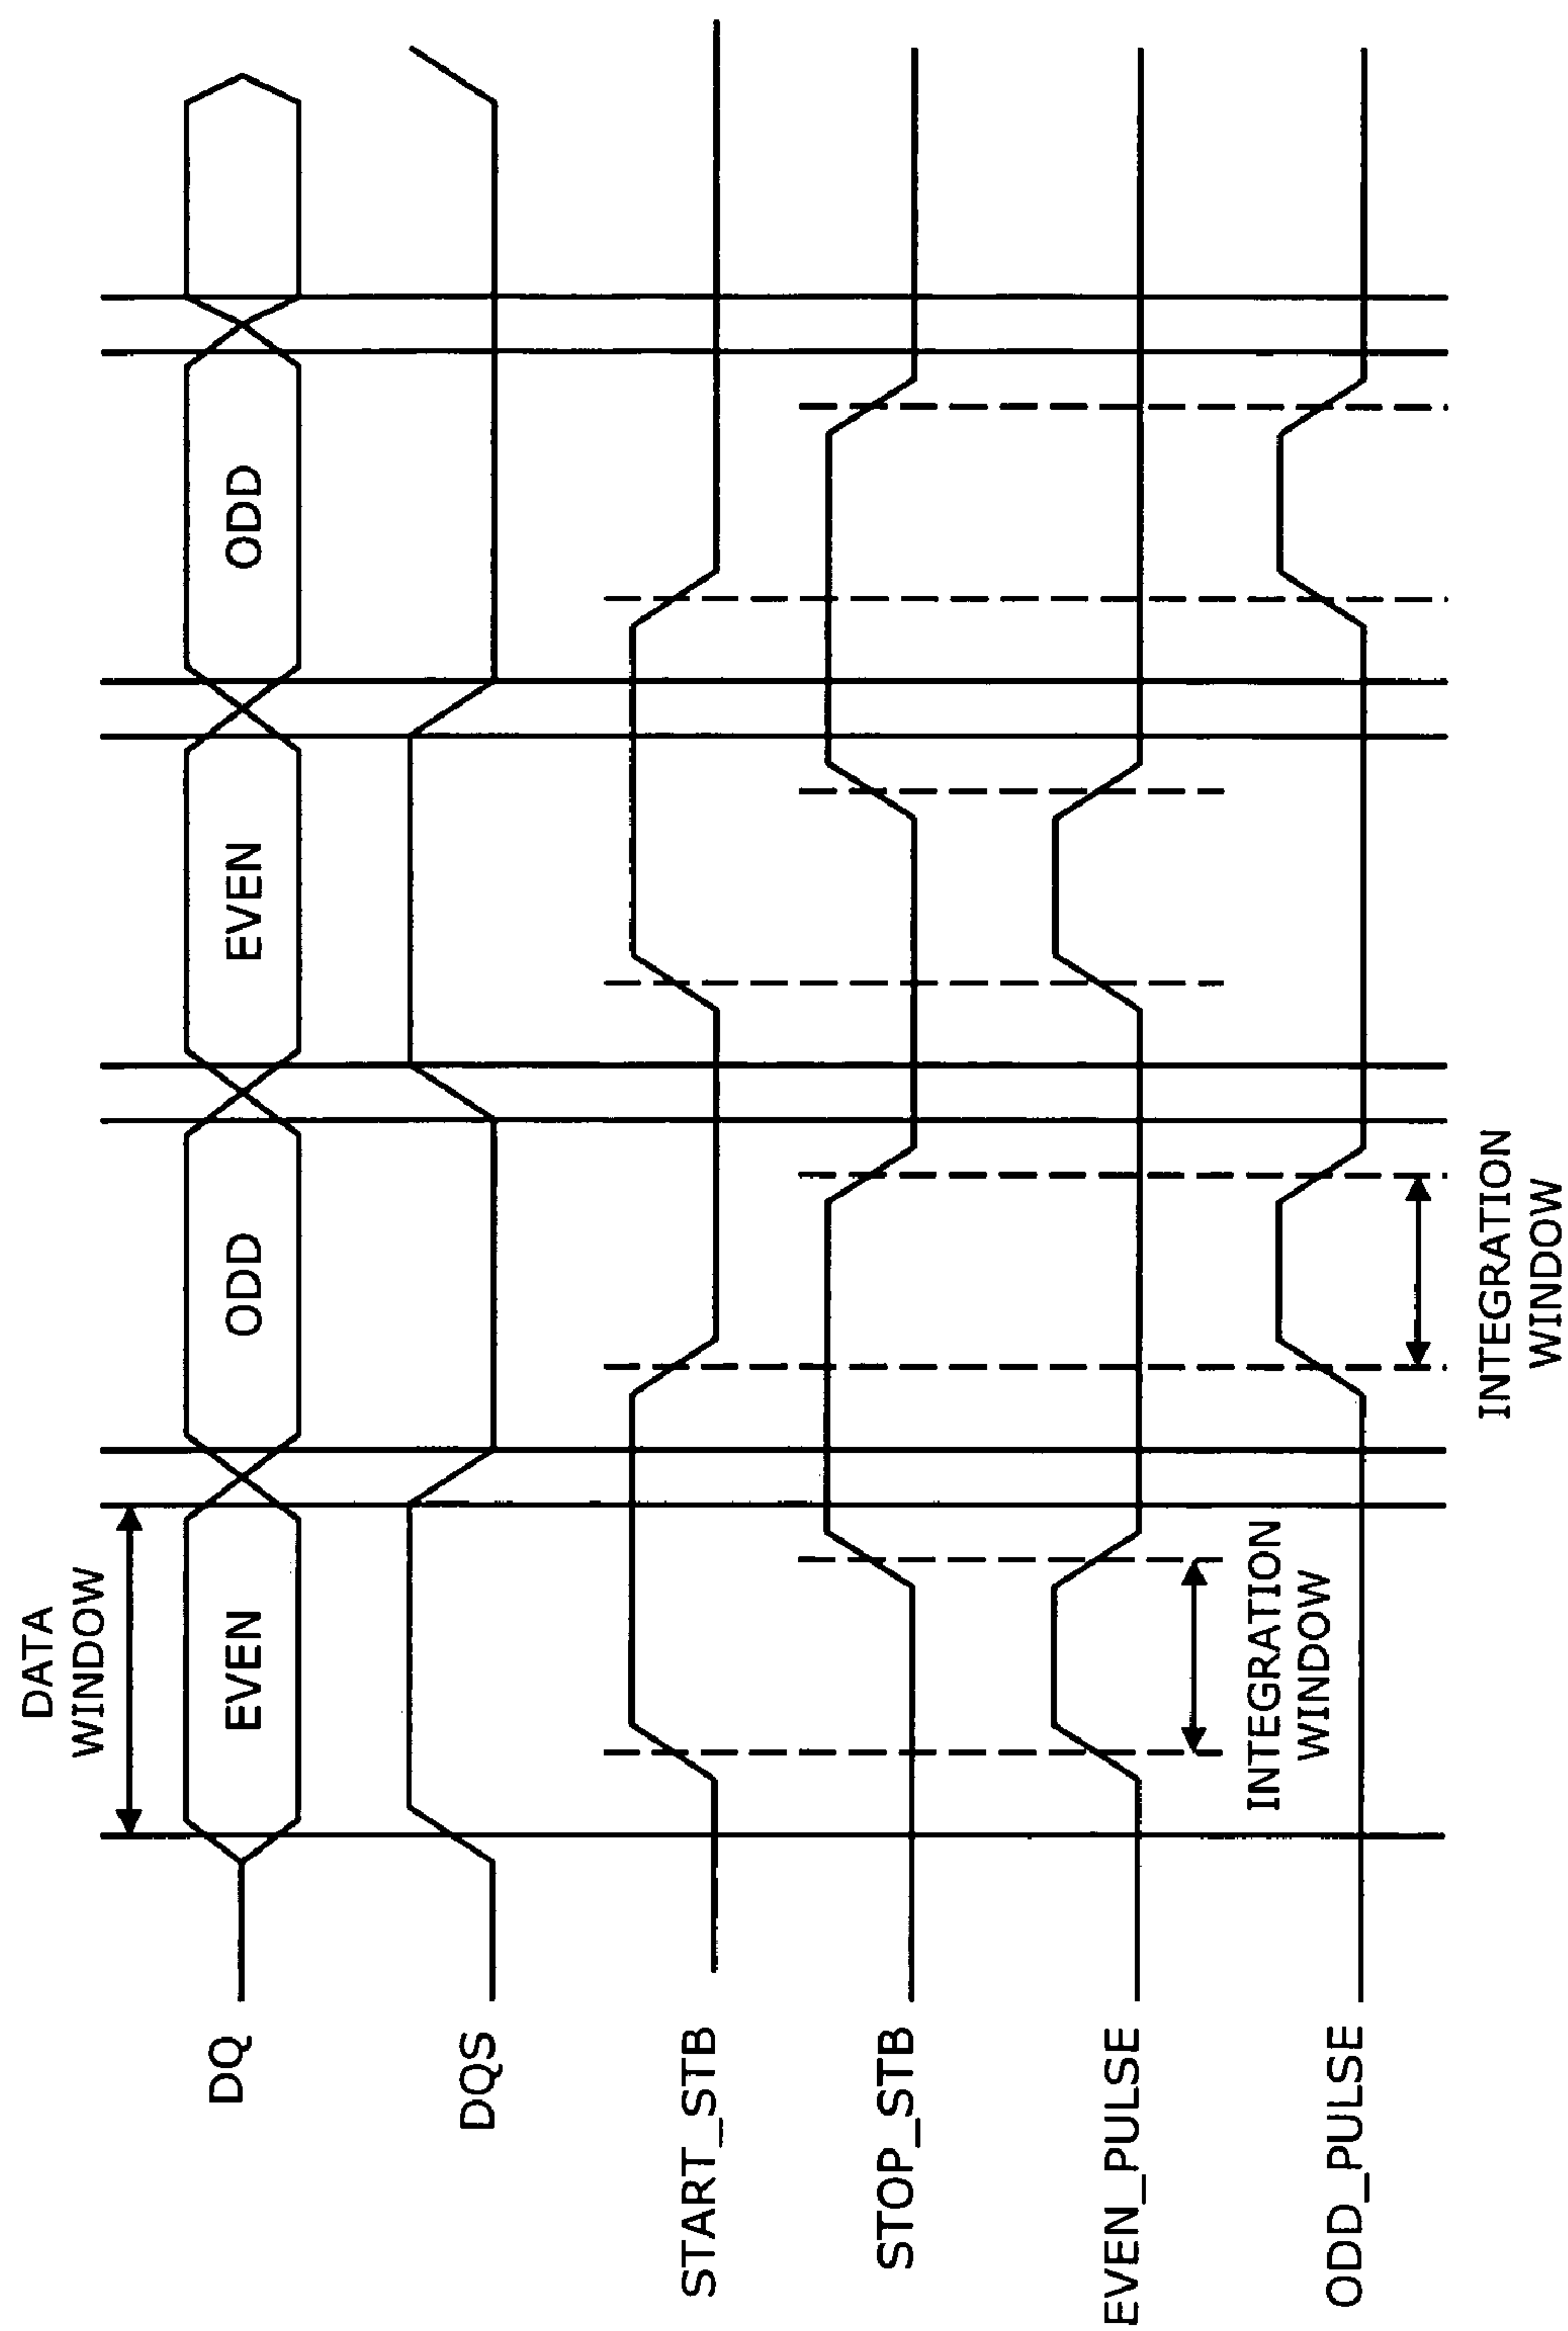 DATA
WINDOW
DQ
EVEN
ODD
EVEN
ODD
DQS
START_STB
STOP_STB
EVEN_PULSE
INTEGRATION
WINDOW
ODD_PULSE
INTEGRATION
WINDOW